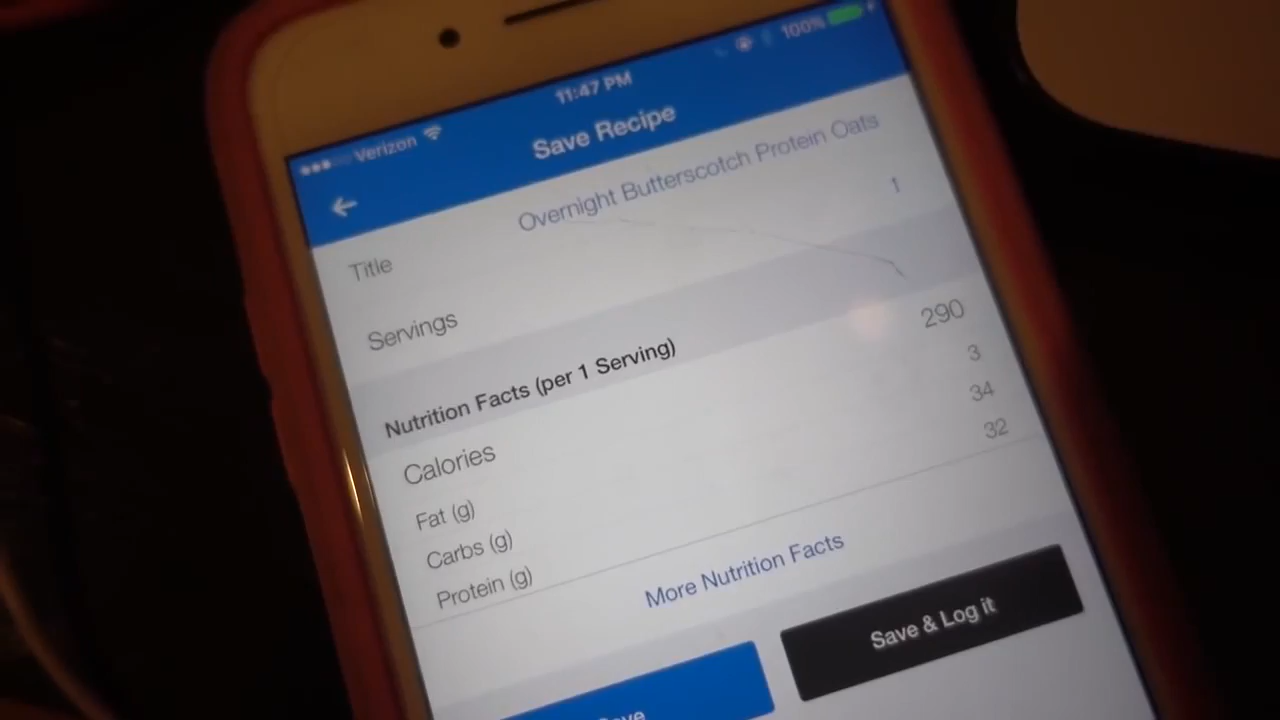 Verizon 11:47 PM 100%
Save Recipe
Title Overnight Butterscotch Protein Oats
Servings 1
Nutrition Facts (per 1 Serving)
Calories 290
Fat (g) 3
Carbs (g) 34
Protein (g) 32
More Nutrition Facts
Save & Log it